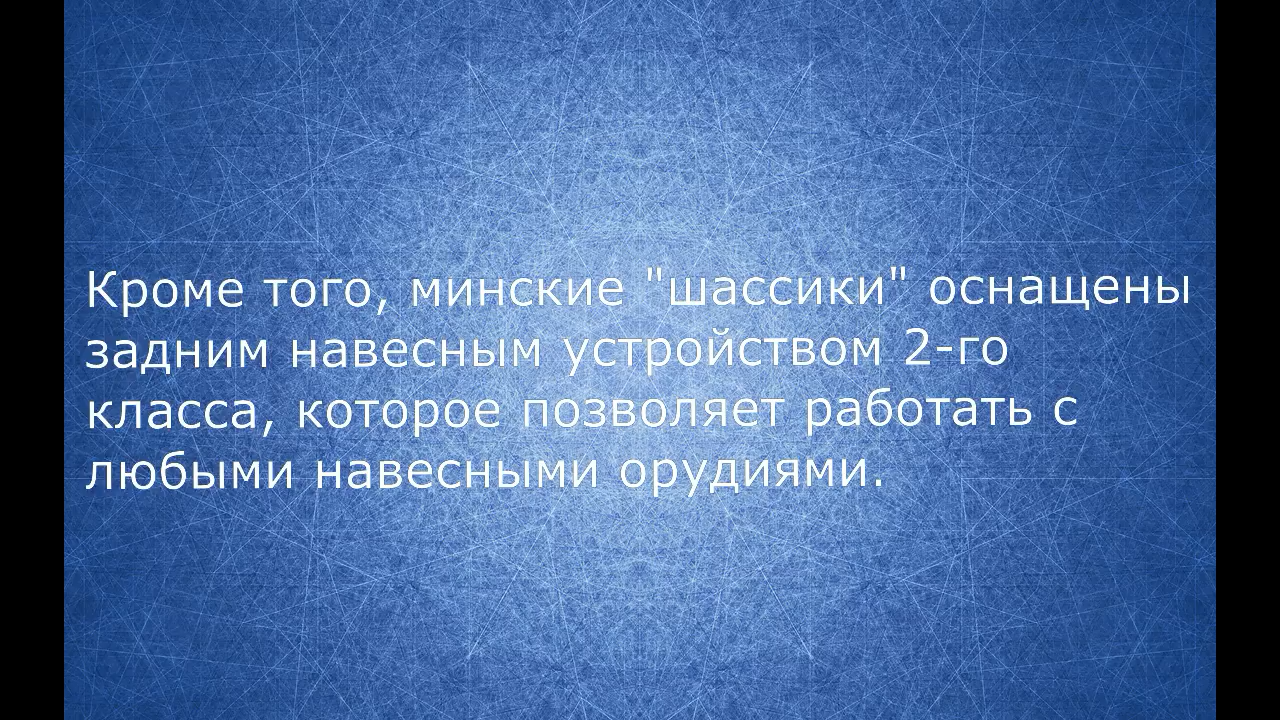 Кроме того, минские "шассики" оснащены
задним навесным устройством 2-го
класса, которое позволяет работать с
любыми навесными орудиями.